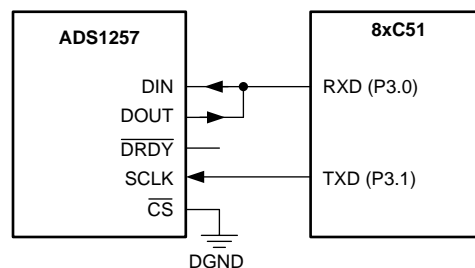 ADS1257 8xC51
DIN RXD (P3.0)
DOUT
DRDY
SCLK TXD (P3.1)
CS
DGND